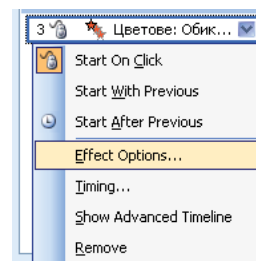 3 Цветове: Обик...
Start On Click
Start With Previous
Start After Previous
Effect Options...
Timing...
Show Advanced Timeline
Remove